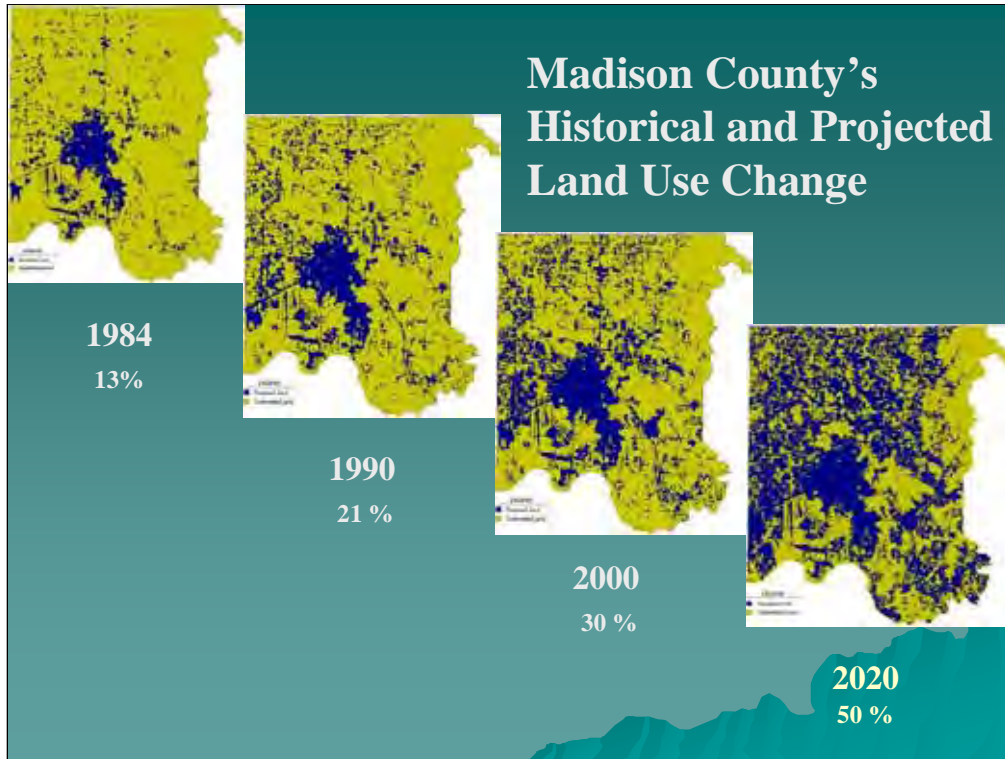 Madison County’s
Historical and Projected
Land Use Change
1984
13%
1990
21 %
2000
30 %
2020
50 %